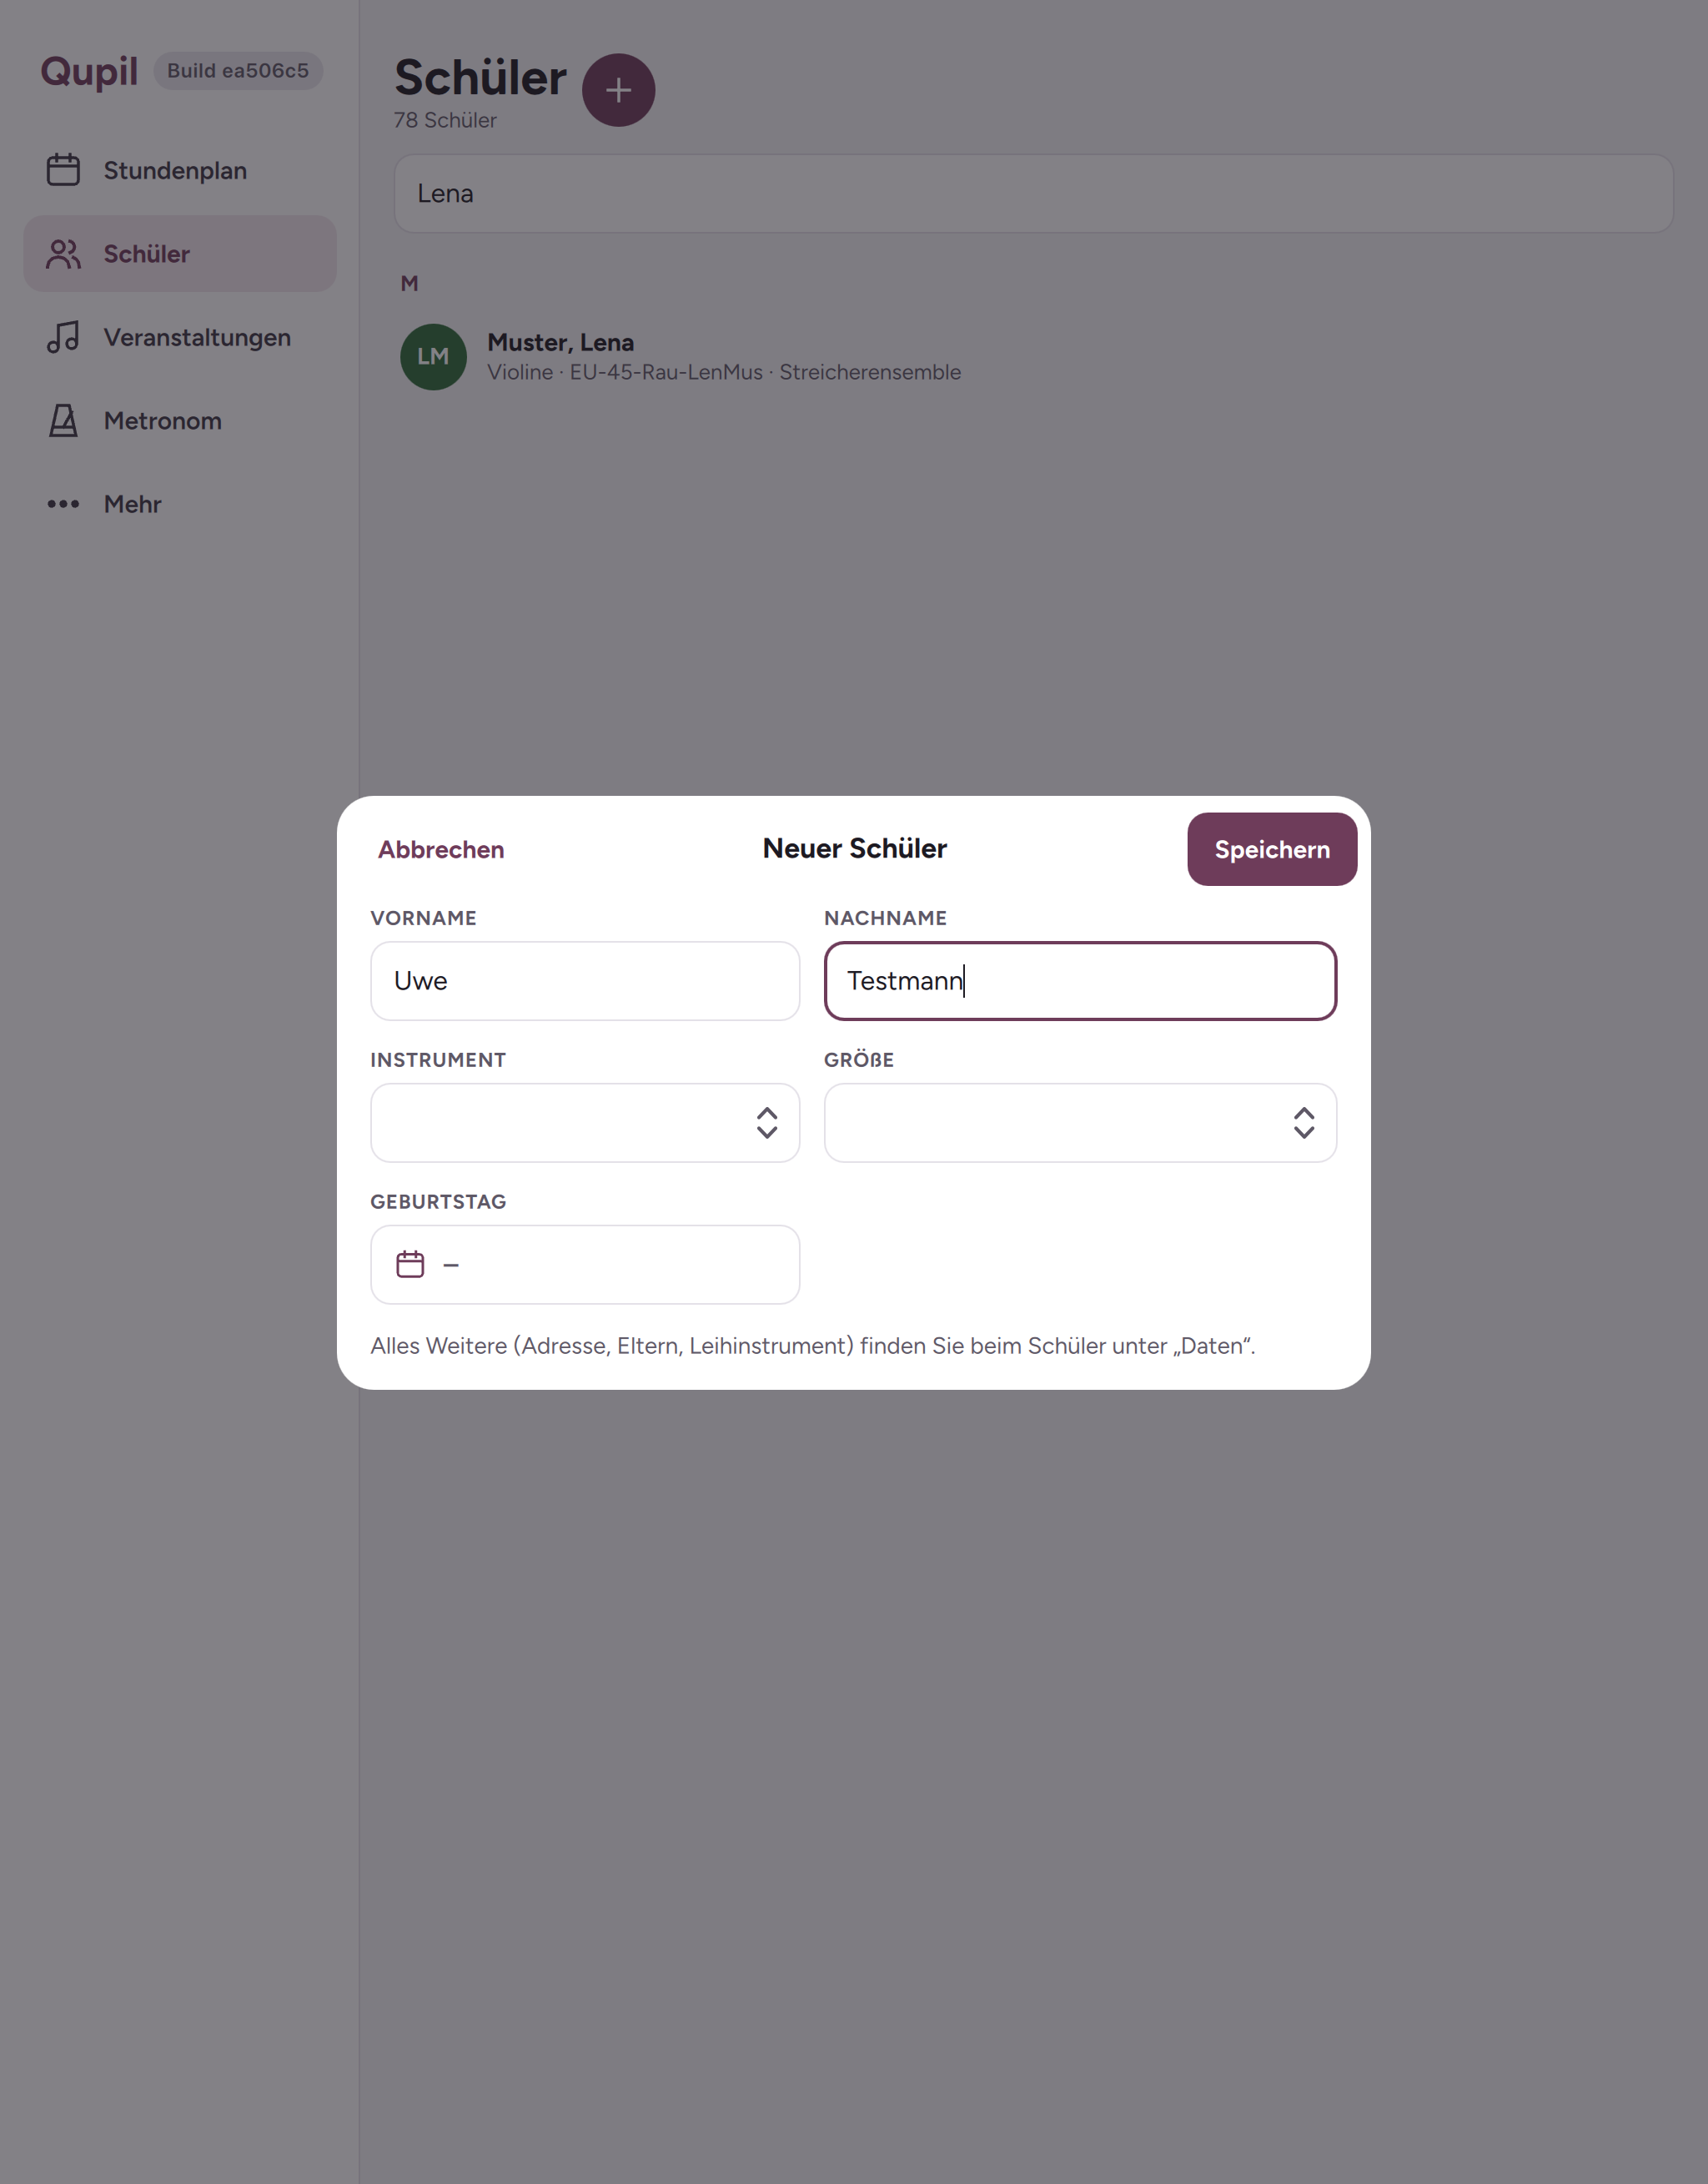 Qupil
Build ea506c5
Stundenplan
Schüler
Veranstaltungen
Metronom
Mehr
Schüler
78 Schüler
Lena
M
LM
Muster, Lena
Violine · EU-45-Rau-LenMus · Streicherensemble
Abbrechen
Neuer Schüler
Speichern
VORNAME
NACHNAME
Uwe
Testmann
INSTRUMENT
GRÖßE
GEBURTSTAG
–
Alles Weitere (Adresse, Eltern, Leihinstrument) finden Sie beim Schüler unter „Daten“.